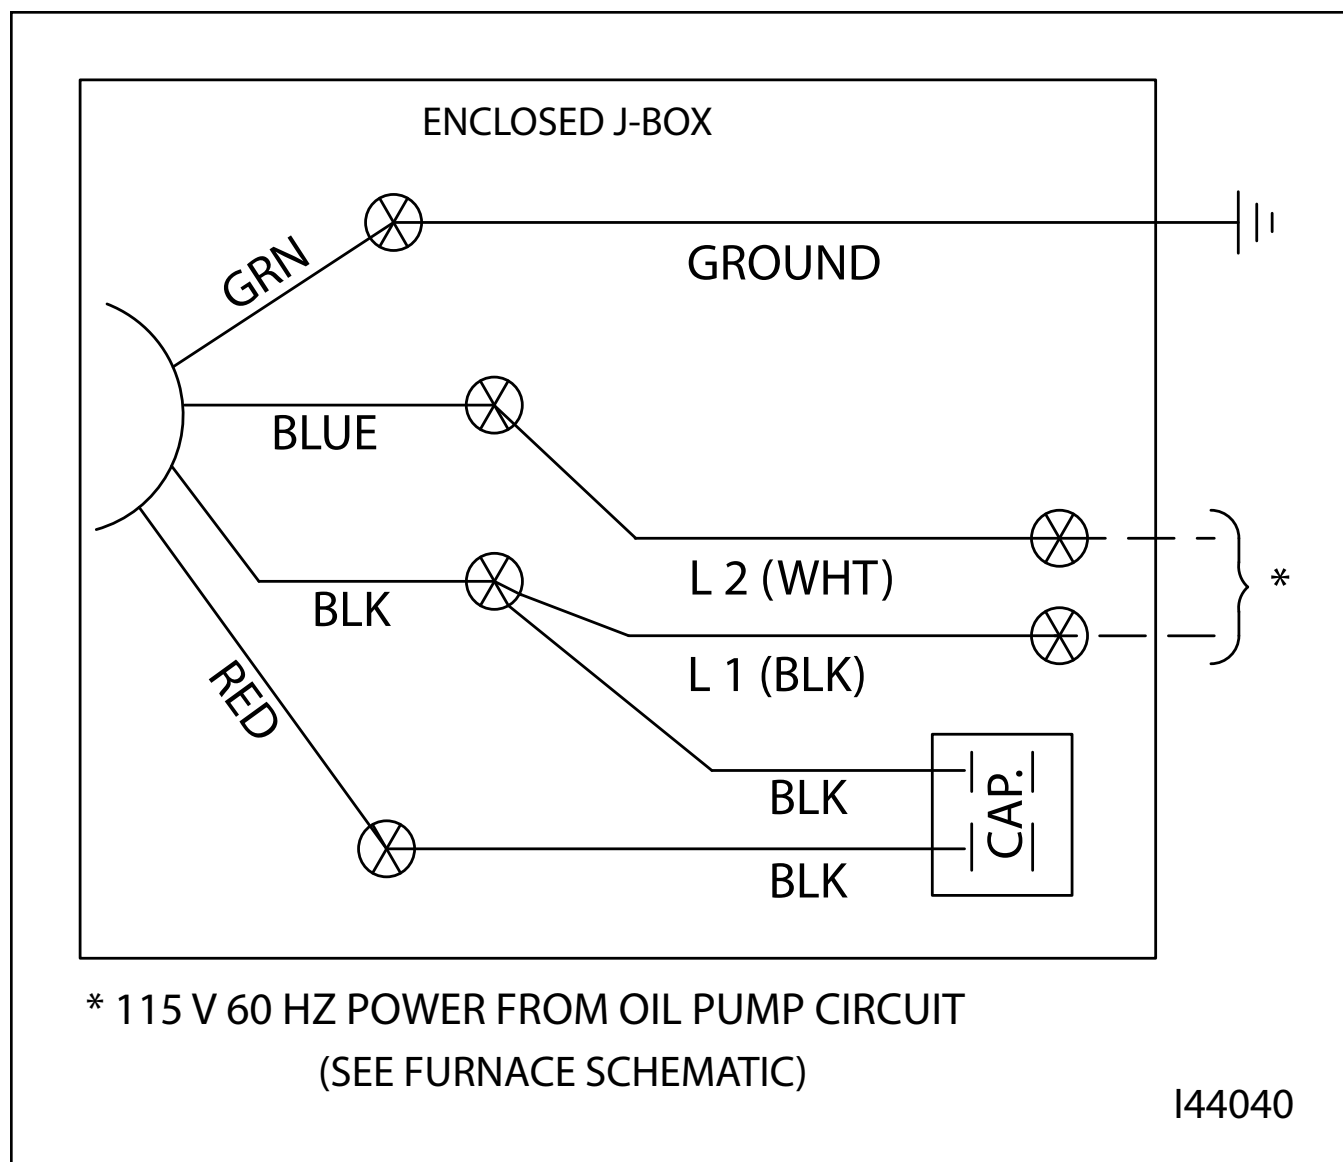 ENCLOSED J-BOX
GRN
GROUND
BLUE
L 2 (WHT)
*
BLK
L 1 (BLK)
RED
BLK
CAP.
BLK
* 115 V 60 HZ POWER FROM OIL PUMP CIRCUIT
(SEE FURNACE SCHEMATIC)
I44040